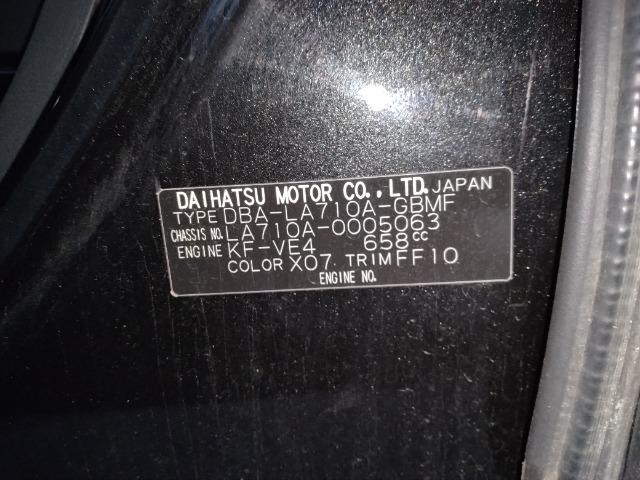 DAIHATSU MOTOR CO., LTD. JAPAN
TYPE DBA-LA710A-GBMF
CHASSIS NO. LA710A-0005063
ENGINE KF-VE4 658cc
COLOR X07 TRIM FF10
ENGINE NO.